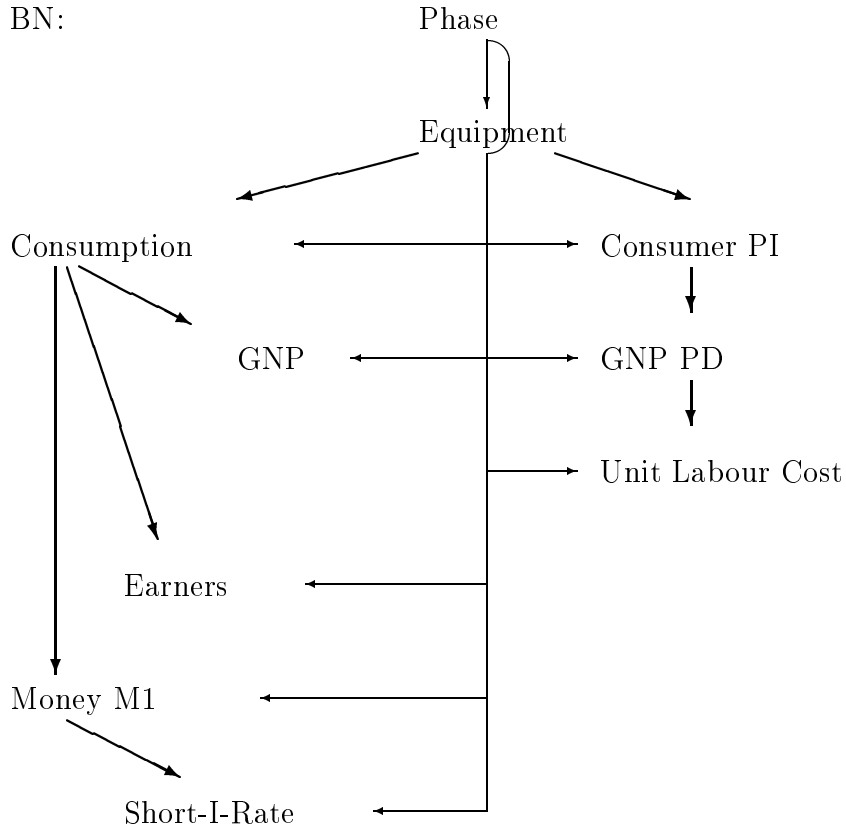 BN:
Phase
Equipment
Consumption
Consumer PI
GNP
GNP PD
Unit Labour Cost
Earners
Money M1
Short-I-Rate